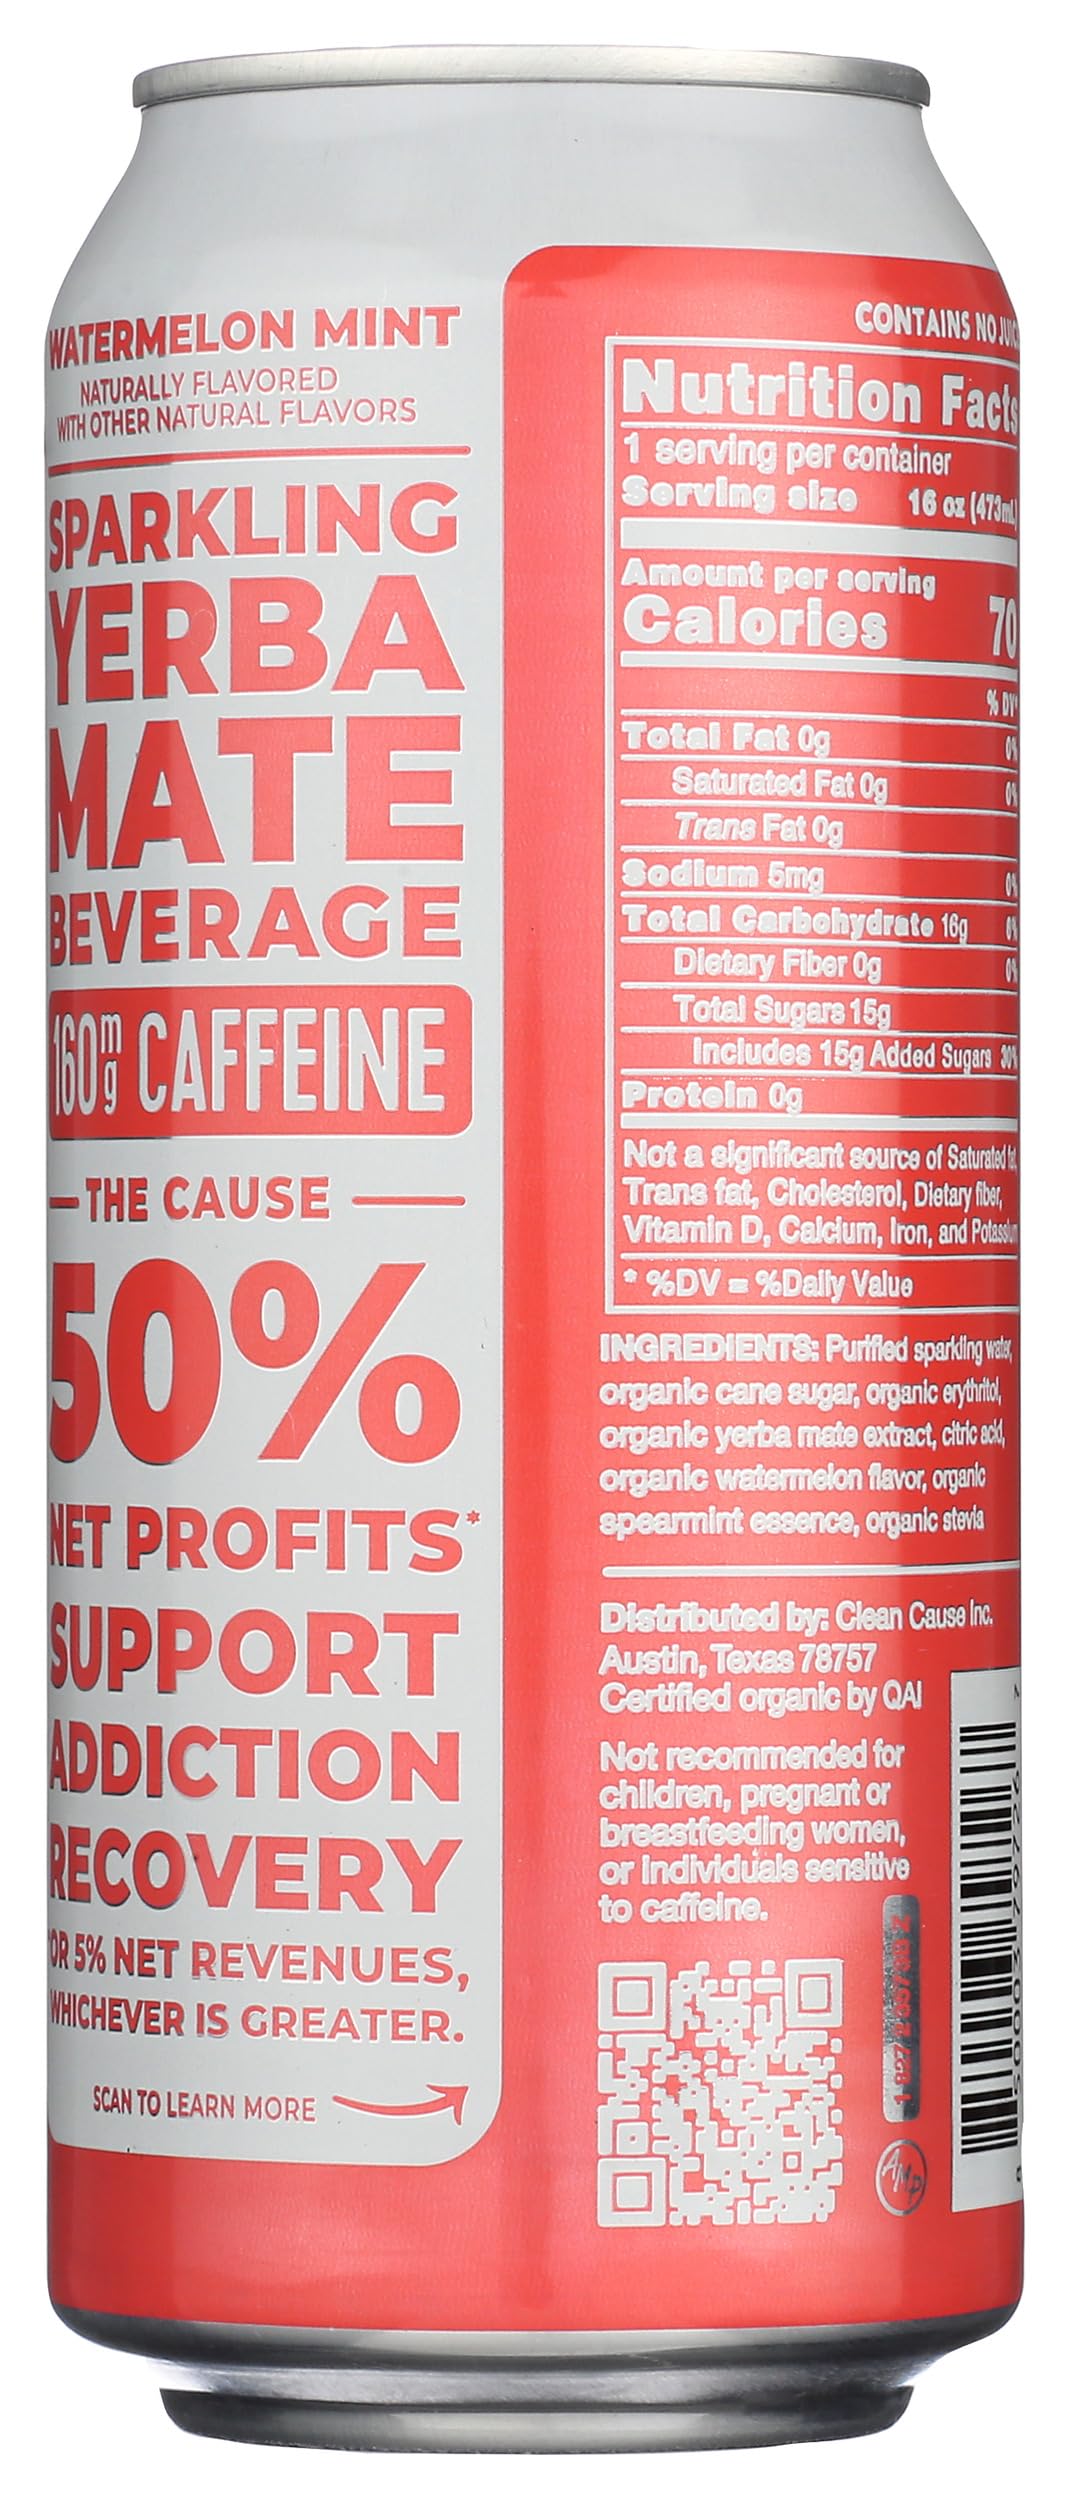 WATERMELON MINT
NATURALLY FLAVORED
WITH OTHER NATURAL FLAVORS
SPARKLING
YERBA
MATE
BEVERAGE
160mg CAFFEINE
THE CAUSE
50%
NET PROFITS*
SUPPORT
ADDICTION
RECOVERY
*OR 5% NET REVENUES,
WHICHEVER IS GREATER.
SCAN TO LEARN MORE
CONTAINS NO JUICE
Nutrition Facts
1 serving per container
Serving size 16 oz (473mL)
Amount per serving
Calories 70
% DV*
Total Fat 0g 0%
Saturated Fat 0g 0%
Trans Fat 0g
Sodium 5mg 0%
Total Carbohydrate 16g 6%
Dietary Fiber 0g 0%
Total Sugars 15g
Includes 15g Added Sugars 30%
Protein 0g
Not a significant source of Saturated fat,
Trans fat, Cholesterol, Dietary fiber,
Vitamin D, Calcium, Iron, and Potassium
* %DV = %Daily Value
INGREDIENTS: Purified sparkling water,
organic cane sugar, organic erythritol,
organic yerba mate extract, citric acid,
organic watermelon flavor, organic
spearmint essence, organic stevia
Distributed by: Clean Cause Inc.
Austin, Texas 78757
Certified organic by QAI
Not recommended for
children, pregnant or
breastfeeding women,
or individuals sensitive
to caffeine.
AMP